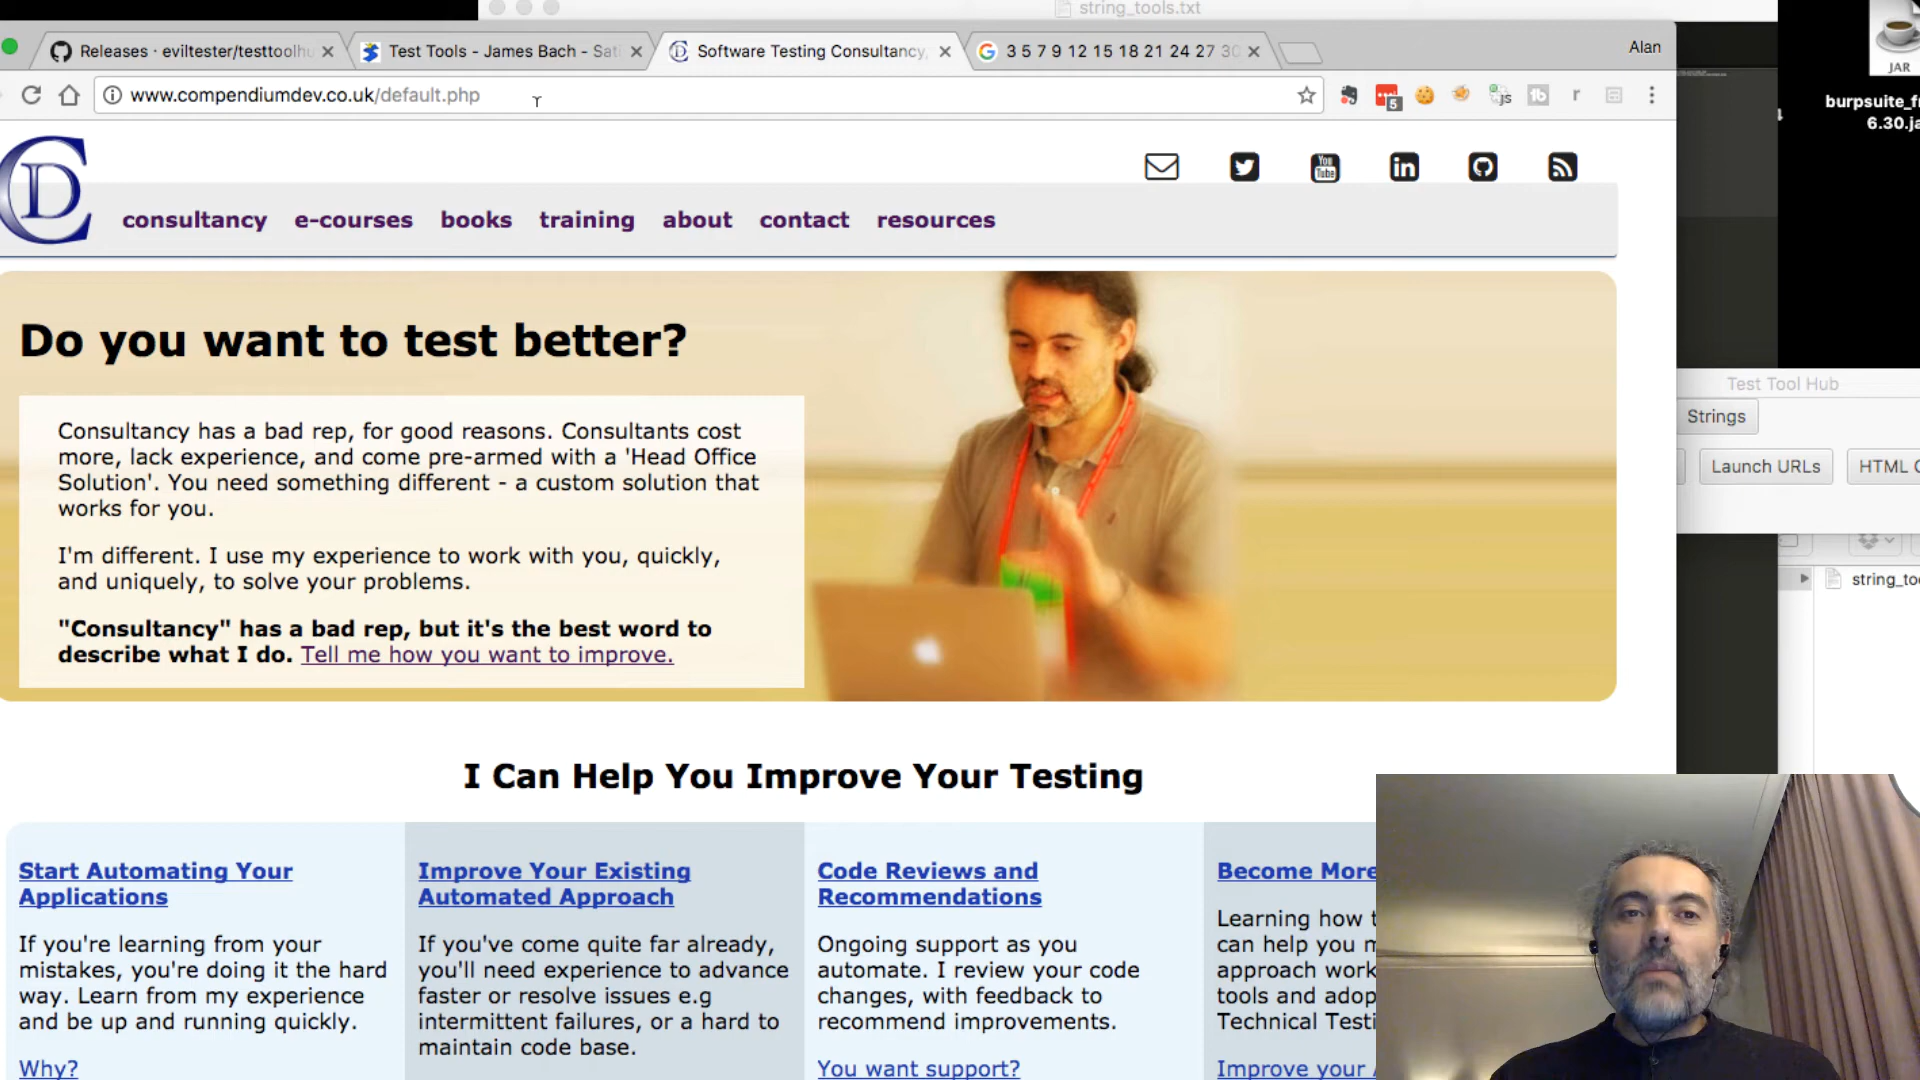 string_tools.txt
Releases · eviltester/testtoolhu
Test Tools - James Bach - Sati
Software Testing Consultancy,
3 5 7 9 12 15 18 21 24 27 30
Alan
www.compendiumdev.co.uk/default.php
5
js
r
JAR
burpsuite_fr
6.30.ja
CD
You
Tube
in
consultancy
e-courses
books
training
about
contact
resources
Do you want to test better?
Consultancy has a bad rep, for good reasons. Consultants cost
more, lack experience, and come pre-armed with a 'Head Office
Solution'. You need something different - a custom solution that
works for you.
I'm different. I use my experience to work with you, quickly,
and uniquely, to solve your problems.
"Consultancy" has a bad rep, but it's the best word to
describe what I do. Tell me how you want to improve.
Test Tool Hub
Strings
Launch URLs
HTML
string_too
I Can Help You Improve Your Testing
Start Automating Your
Applications
If you're learning from your
mistakes, you're doing it the hard
way. Learn from my experience
and be up and running quickly.
Why?
Improve Your Existing
Automated Approach
If you've come quite far already,
you'll need experience to advance
faster or resolve issues e.g
intermittent failures, or a hard to
maintain code base.
Code Reviews and
Recommendations
Ongoing support as you
automate. I review your code
changes, with feedback to
recommend improvements.
You want support?
Become More
Learning how t
can help you m
approach work
tools and adop
Technical Testi
Improve your